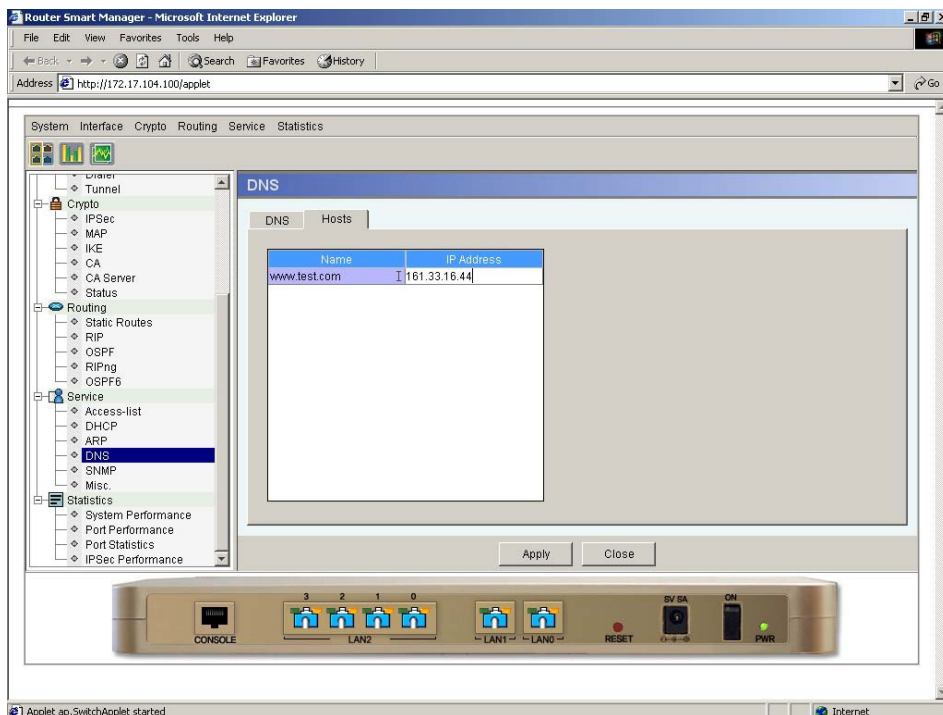 Router Smart Manager - Microsoft Internet Explorer
File Edit View Favorites Tools Help
Back Search Favorites History
Address http://172.17.104.100/applet Go
System Interface Crypto Routing Service Statistics
Dialer
Tunnel
Crypto
IPSec
MAP
IKE
CA
CA Server
Status
Routing
Static Routes
RIP
OSPF
RIPng
OSPF6
Service
Access-list
DHCP
ARP
DNS
SNMP
Misc.
Statistics
System Performance
Port Performance
Port Statistics
IPSec Performance
DNS
DNS Hosts
Name IP Address
www.test.com 161.33.16.44
Apply Close
3 2 1 0 5V 5A ON
CONSOLE LAN2 LAN1 LAN0 RESET PWR
Applet ap.SwitchApplet started Internet